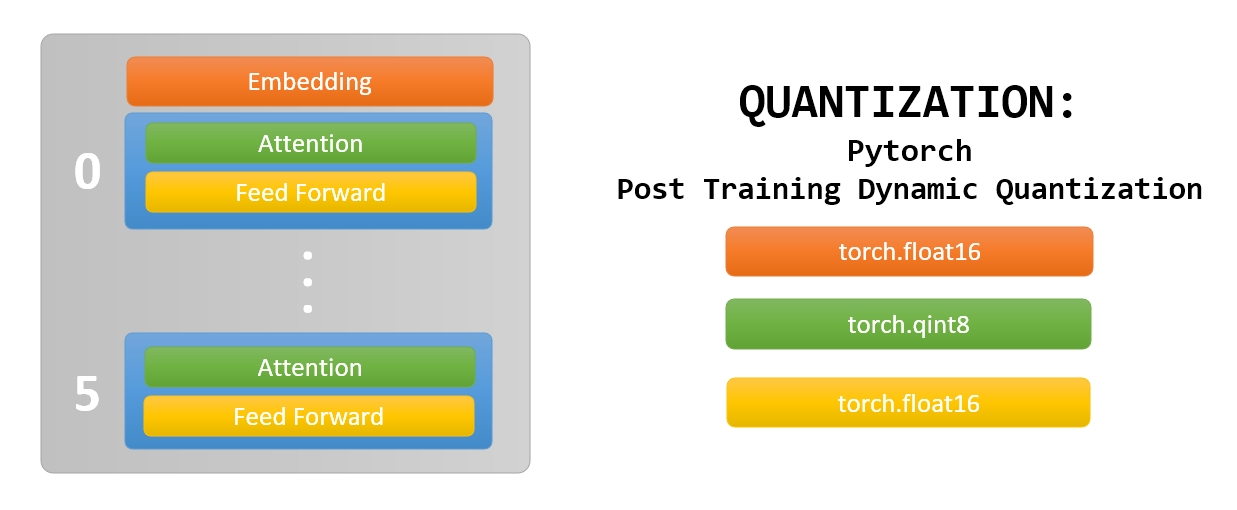 Embedding
0
Attention
Feed Forward
5
Attention
Feed Forward
QUANTIZATION:
Pytorch
Post Training Dynamic Quantization
torch.float16
torch.qint8
torch.float16